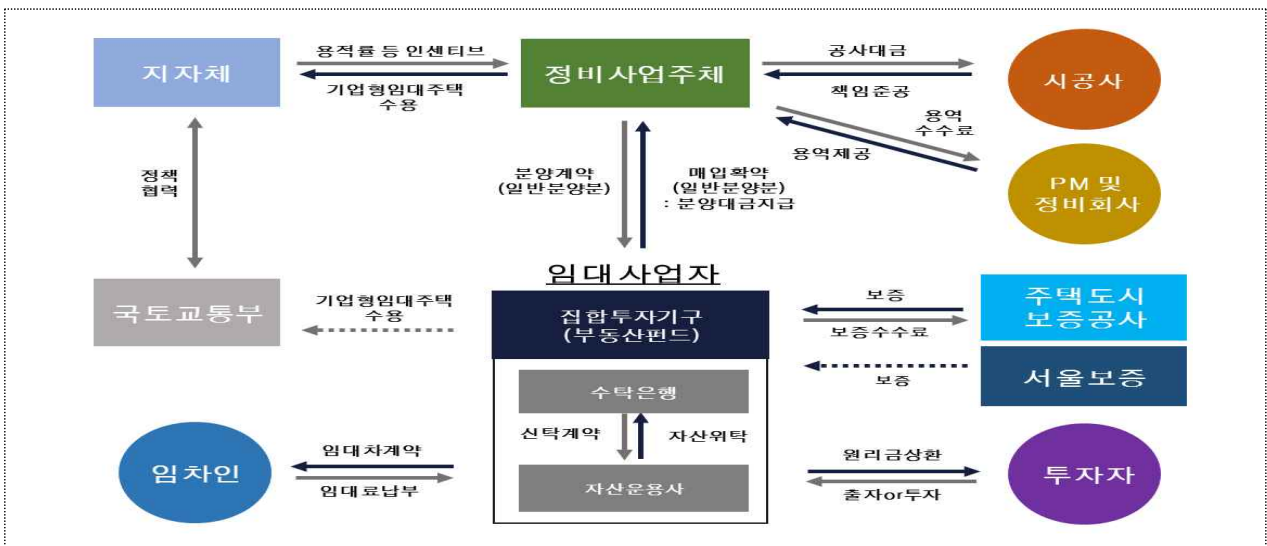 지자체
용적률 등 인센티브
기업형임대주택
수용
정비사업주체
공사대금
책임준공
시공사
용역
수수료
용역제공
PM 및
정비회사
정책
협력
분양계약
(일반분양분)
매입확약
(일반분양분)
: 분양대금지급
임대사업자
국토교통부
기업형임대주택
수용
집합투자기구
(부동산펀드)
보증
보증수수료
주택도시
보증공사
보증
서울보증
수탁은행
신탁계약
자산위탁
자산운용사
임차인
임대차계약
임대료납부
원리금상환
출자or투자
투자자